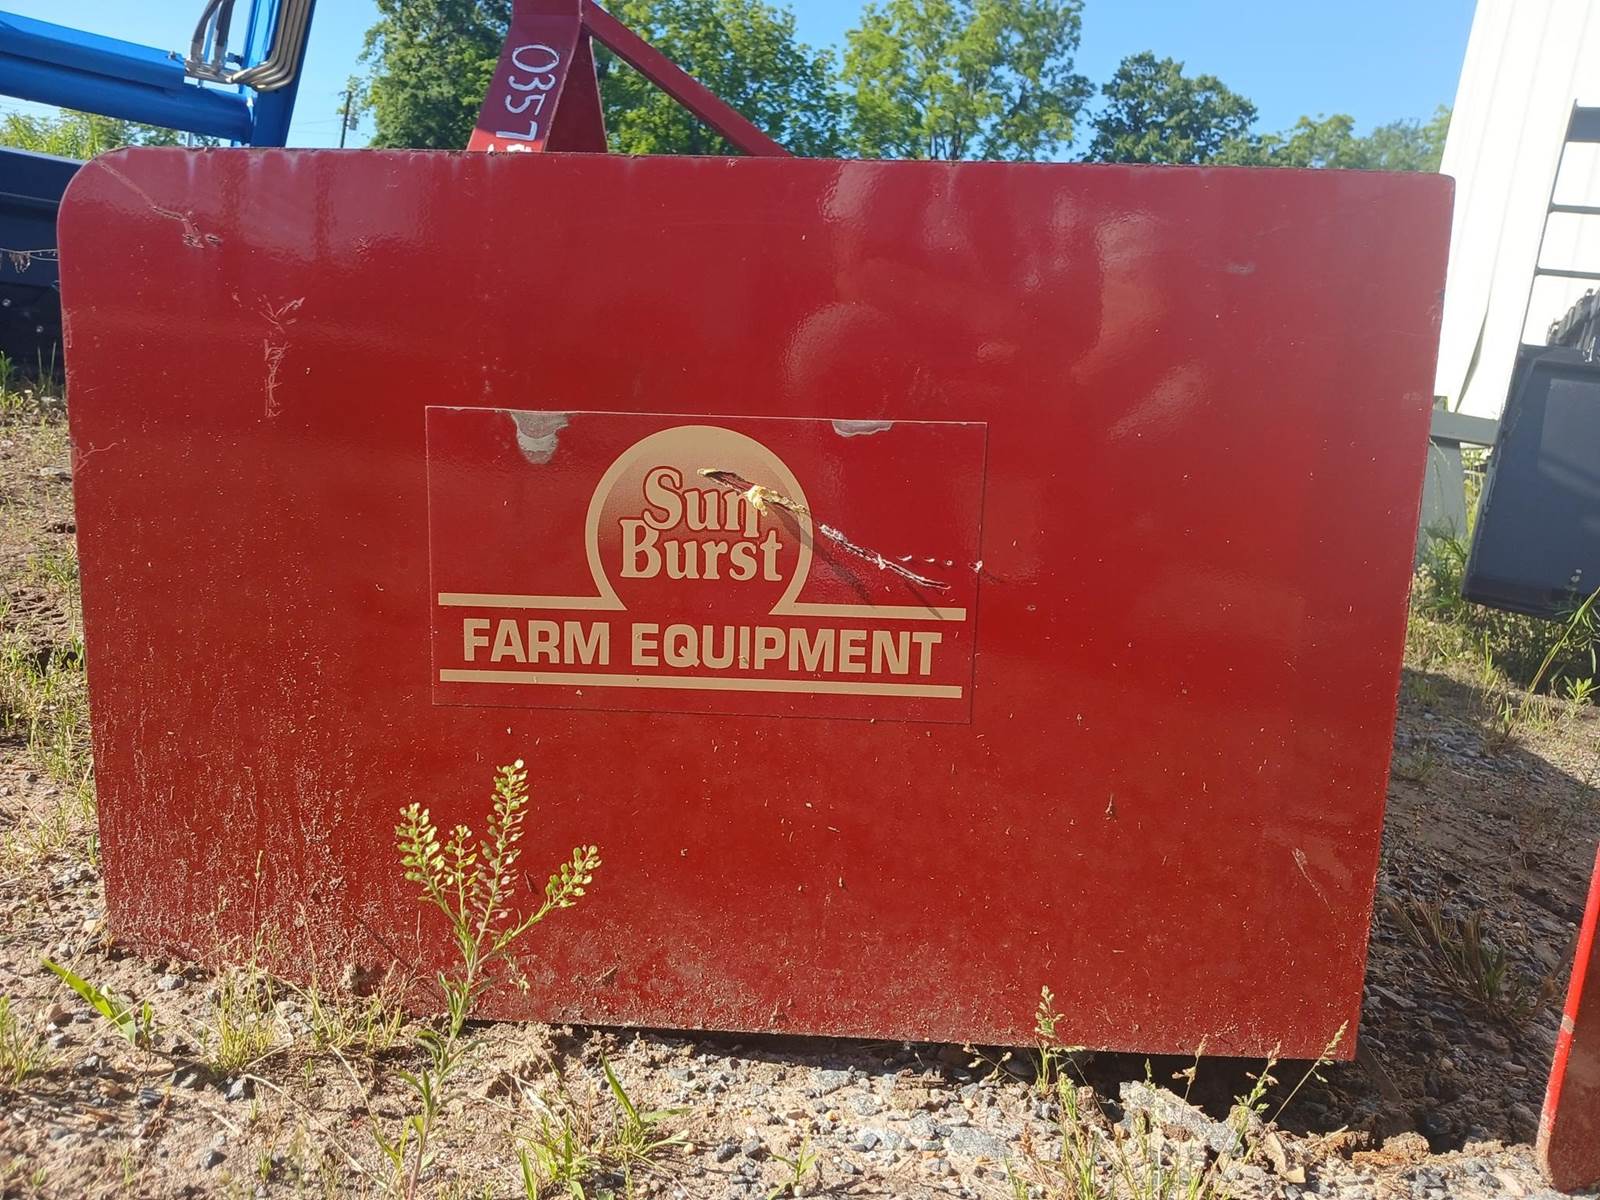 0357
Sun
Burst
FARM EQUIPMENT